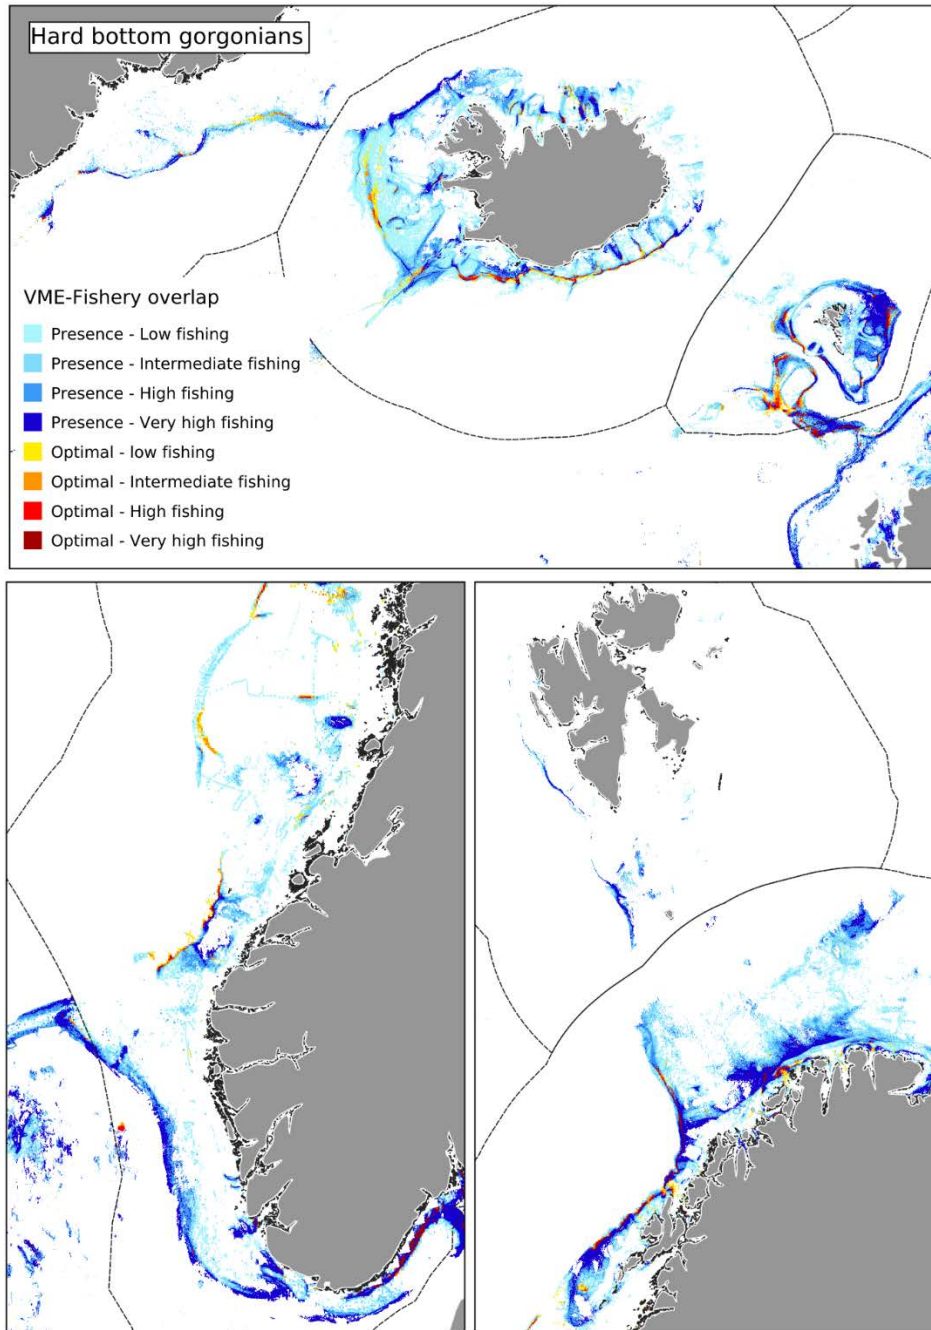 Hard bottom gorgonians
VME-Fishery overlap
Presence - Low fishing
Presence - Intermediate fishing
Presence - High fishing
Presence - Very high fishing
Optimal - low fishing
Optimal - Intermediate fishing
Optimal - High fishing
Optimal - Very high fishing